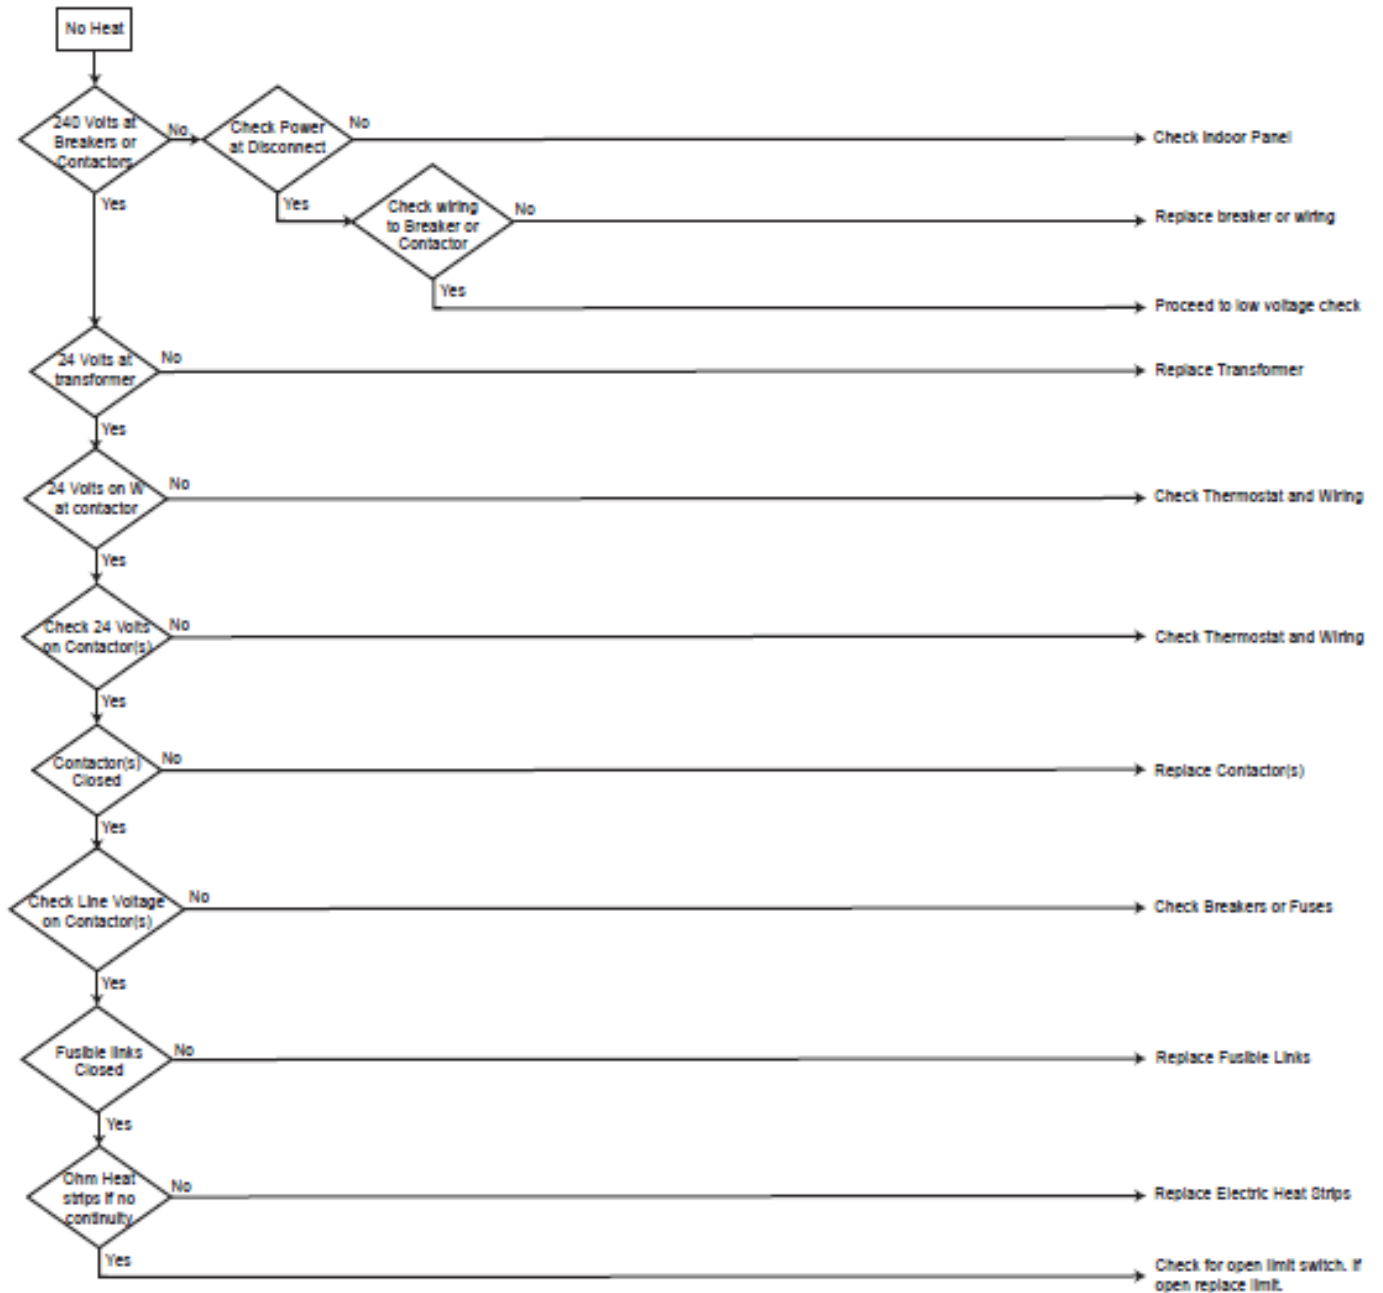 No Heat
240 Volts at
Breakers or
Contactors
No
Check Power
at Disconnect
No
Check Indoor Panel
Yes
Yes
Check wiring
to Breaker or
Contactor
No
Replace breaker or wiring
Yes
Proceed to low voltage check
24 Volts at
transformer
No
Replace Transformer
Yes
24 Volts on W
at contactor
No
Check Thermostat and Wiring
Yes
Check 24 Volts
on Contactor(s)
No
Check Thermostat and Wiring
Yes
Contactor(s)
Closed
No
Replace Contactor(s)
Yes
Check Line Voltage
on Contactor(s)
No
Check Breakers or Fuses
Yes
Fusible links
Closed
No
Replace Fusible Links
Yes
Ohm Heat
strips if no
continuity
No
Replace Electric Heat Strips
Yes
Check for open limit switch. If
open replace limit.